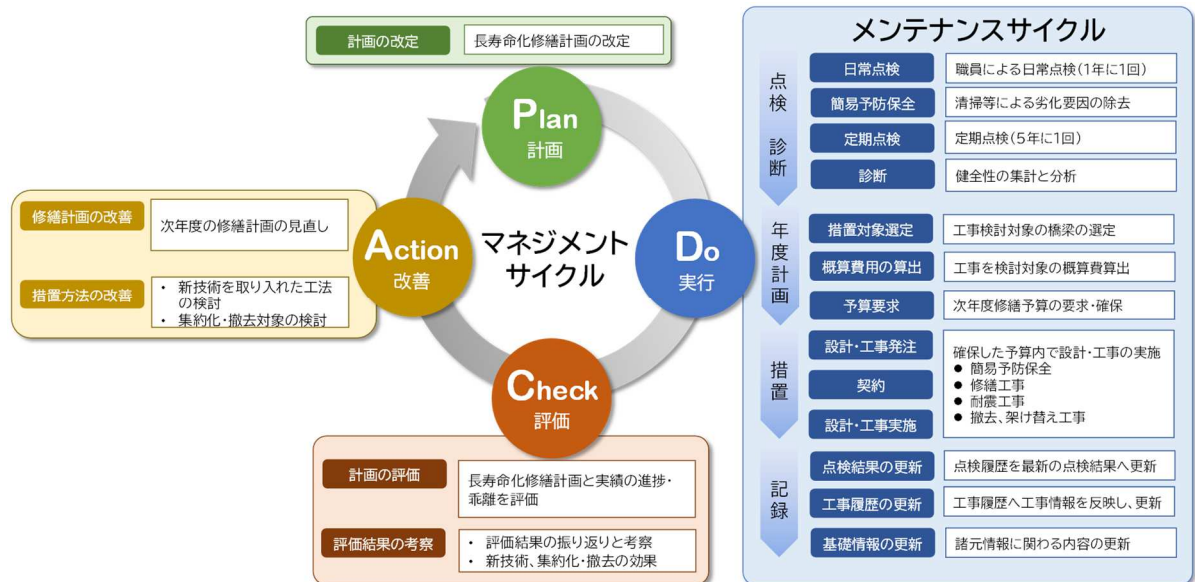 計画の改定
長寿命化修繕計画の改定
Plan
計画
マネジメント
サイクル
Do
実行
Check
評価
Action
改善
修繕計画の改善
次年度の修繕計画の見直し
措置方法の改善
・ 新技術を取り入れた工法
の検討
・ 集約化・撤去対象の検討
計画の評価
長寿命化修繕計画と実績の進捗・
乖離を評価
評価結果の考察
・ 評価結果の振り返りと考察
・ 新技術、集約化・撤去の効果
メンテナンスサイクル
点検 診断
日常点検
職員による日常点検(1年に1回)
簡易予防保全
清掃等による劣化要因の除去
定期点検
定期点検(5年に1回)
診断
健全性の集計と分析
年度計画
措置対象選定
工事検討対象の橋梁の選定
概算費用の算出
工事を検討対象の概算費算出
予算要求
次年度修繕予算の要求・確保
措置
設計・工事発注
契約
設計・工事実施
確保した予算内で設計・工事の実施
● 簡易予防保全
● 修繕工事
● 耐震工事
● 撤去、架け替え工事
記録
点検結果の更新
点検履歴を最新の点検結果へ更新
工事履歴の更新
工事履歴へ工事情報を反映し、更新
基礎情報の更新
諸元情報に関わる内容の更新